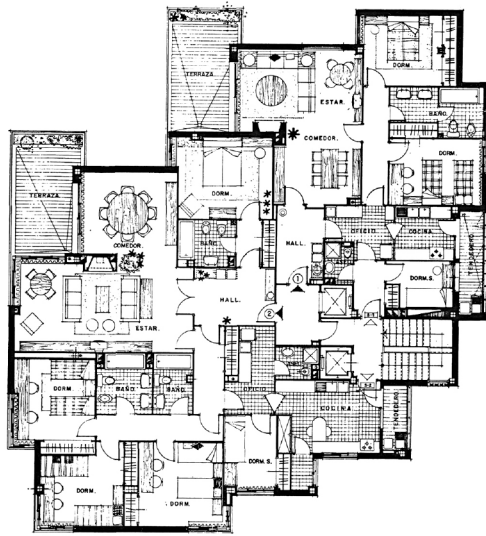 TERRAZA
DORM.
ESTAR.
COMEDOR.
BAÑO.
DORM.
TERRAZA
DORM.
COMEDOR.
BAÑO.
HALL.
OFICIO
COCINA
TENDEDERO
DORM.S.
1
HALL.
2
ESTAR.
DORM.
BAÑO.
BAÑO.
OFICIO
COCINA
TENDEDERO
DORM.S.
DORM.
DORM.